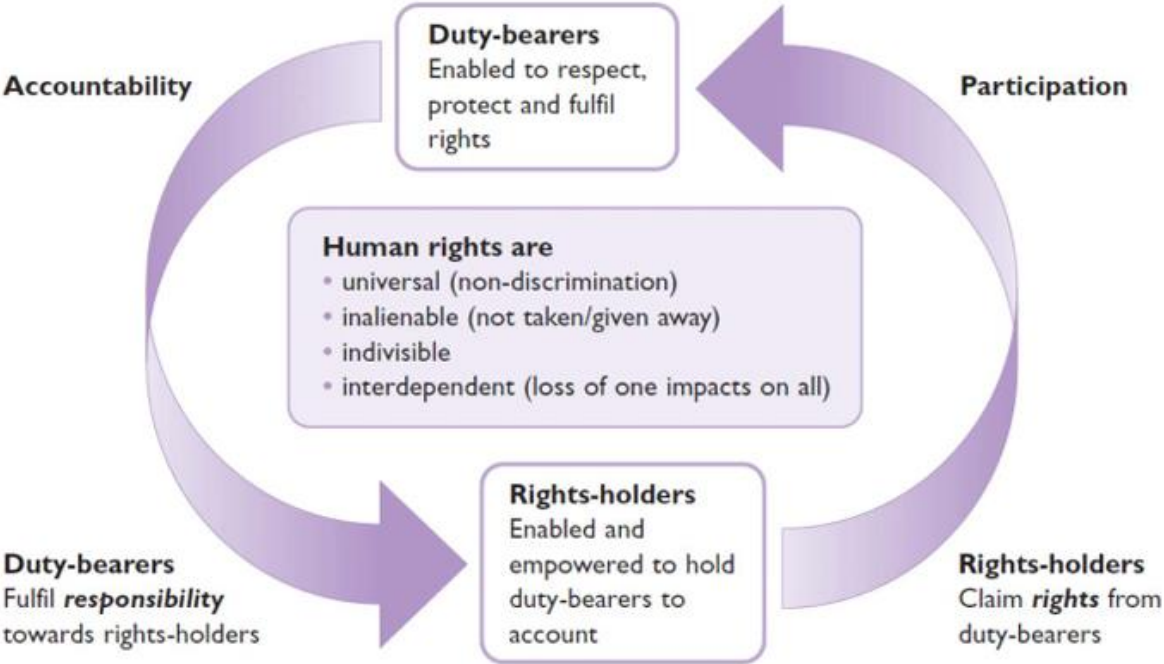 Duty-bearers
Enabled to respect,
protect and fulfil
rights
Accountability
Participation
Human rights are
• universal (non-discrimination)
• inalienable (not taken/given away)
• indivisible
• interdependent (loss of one impacts on all)
Rights-holders
Enabled and
empowered to hold
duty-bearers to
account
Duty-bearers
Fulfil responsibility
towards rights-holders
Rights-holders
Claim rights from
duty-bearers